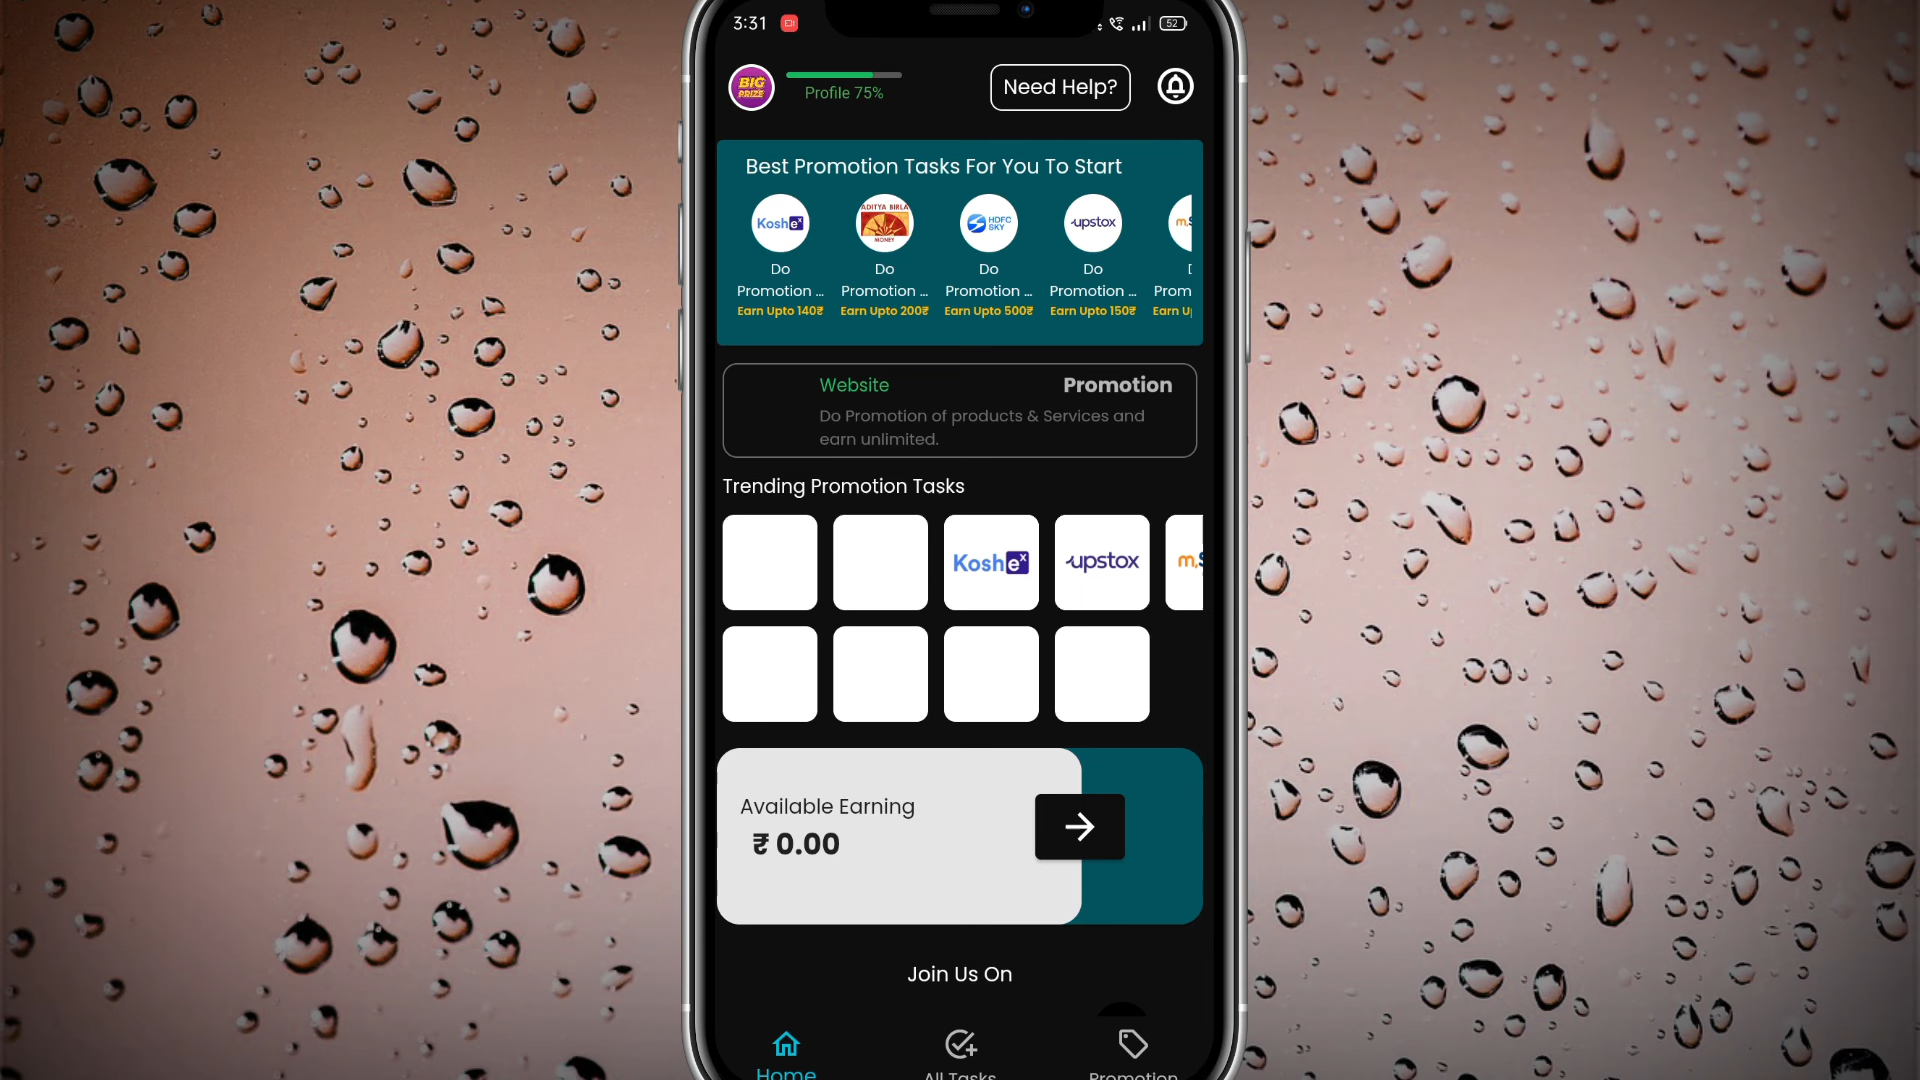 3:31
52
BIG
PRIZE
Profile 75%
Need Help?
Best Promotion Tasks For You To Start
Koshex
ADITYA BIRLA
MONEY
HDFC
SKY
upstox
m.S
Do
Promotion ...
Earn Upto 140₹
Do
Promotion ...
Earn Upto 200₹
Do
Promotion ...
Earn Upto 500₹
Do
Promotion ...
Earn Upto 150₹
Prom
Earn U
Website
Promotion
Do Promotion of products & Services and
earn unlimited.
Trending Promotion Tasks
Koshex
upstox
m.S
Available Earning
₹ 0.00
Join Us On
Home
All Tasks
Promotion